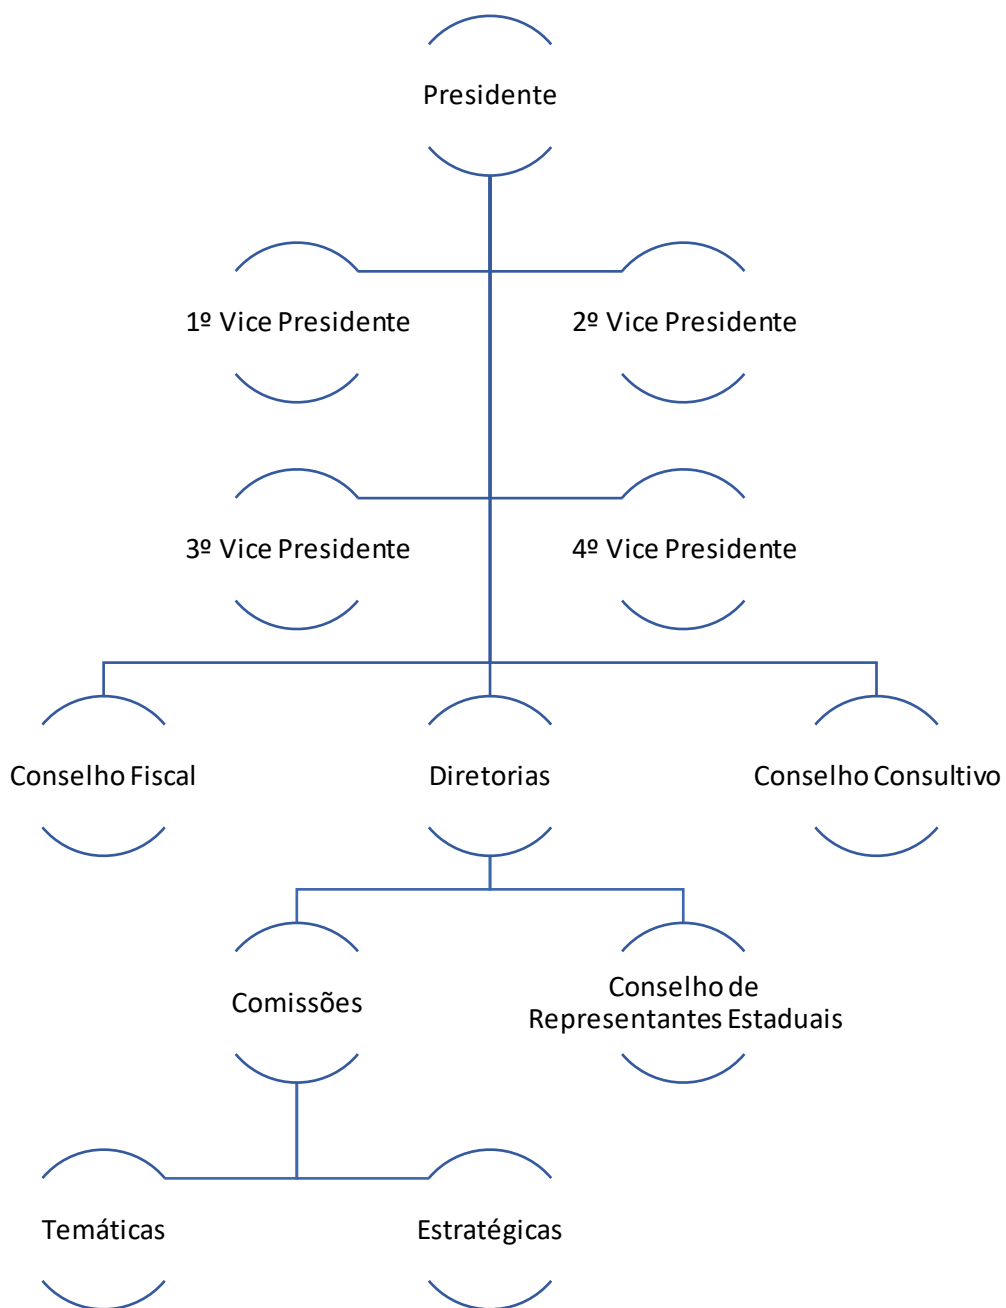 Presidente
1º Vice Presidente
2º Vice Presidente
3º Vice Presidente
4º Vice Presidente
Conselho Fiscal
Diretorias
Conselho Consultivo
Comissões
Conselho de
Representantes Estaduais
Temáticas
Estratégicas